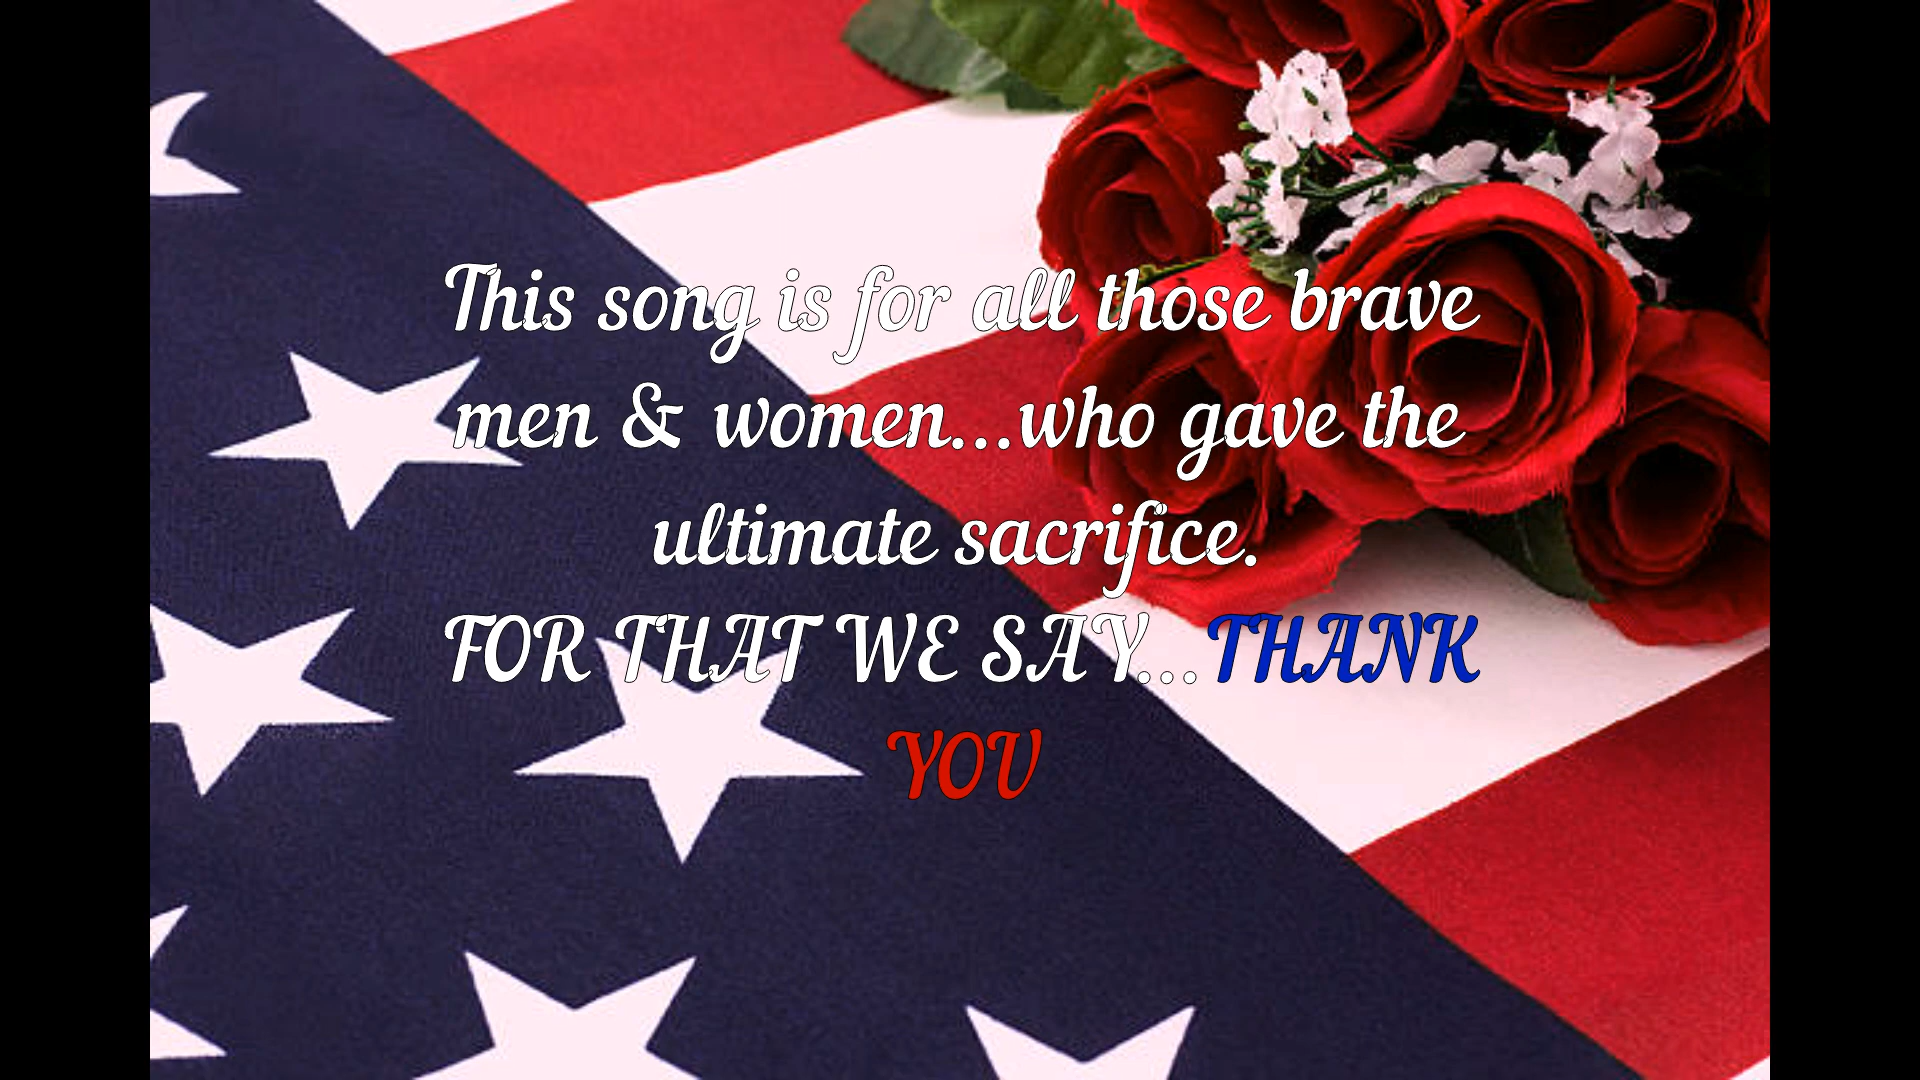 This song is for all those brave
men & women...who gave the
ultimate sacrifice.
FOR THAT WE SAY...THANK
YOU